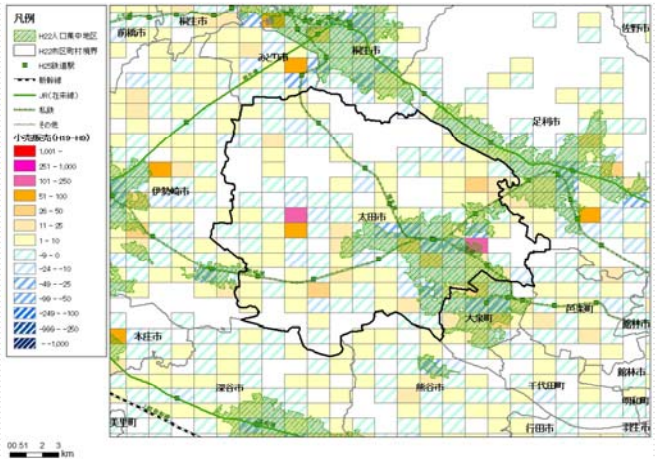 凡例
H22人口集中地区
H22市区町村境界
H25鉄道駅
新幹線
JR(在来線)
私鉄
その他
小売販売(H19-H9)
1,001 -
251 - 1,000
101 - 250
51 - 100
26 - 50
11 - 25
1 - 10
-9 - 0
-24 - -10
-49 - -25
-99 - -50
-249 - -100
-999 - -250
- -1,000
前橋市
桐生市
みどり市
桐生市
佐野市
足利市
伊勢崎市
太田市
大泉町
邑楽町
館林市
本庄市
深谷市
熊谷市
千代田町
館林市
明和町
美里町
行田市
羽生市
00.51 2 3
km